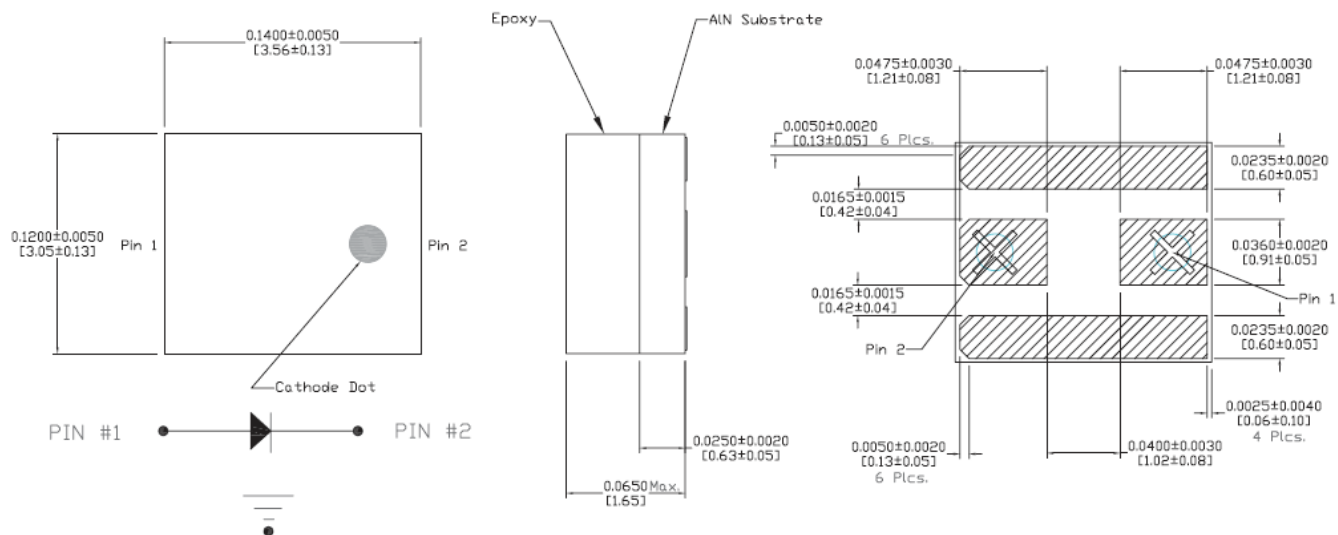 Epoxy
AlN Substrate
0.1400±0.0050
[3.56±0.13]
0.1200±0.0050
[3.05±0.13]
Pin 1
Pin 2
Cathode Dot
PIN #1
PIN #2
0.0250±0.0020
[0.63±0.05]
0.0650 Max.
[1.65]
0.0475±0.0030
[1.21±0.08]
0.0475±0.0030
[1.21±0.08]
0.0050±0.0020
[0.13±0.05] 6 Plcs.
0.0165±0.0015
[0.42±0.04]
0.0165±0.0015
[0.42±0.04]
Pin 2
0.0235±0.0020
[0.60±0.05]
0.0360±0.0020
[0.91±0.05]
Pin 1
0.0235±0.0020
[0.60±0.05]
0.0025±0.0040
[0.06±0.10]
4 Plcs.
0.0050±0.0020
[0.13±0.05]
6 Plcs.
0.0400±0.0030
[1.02±0.08]